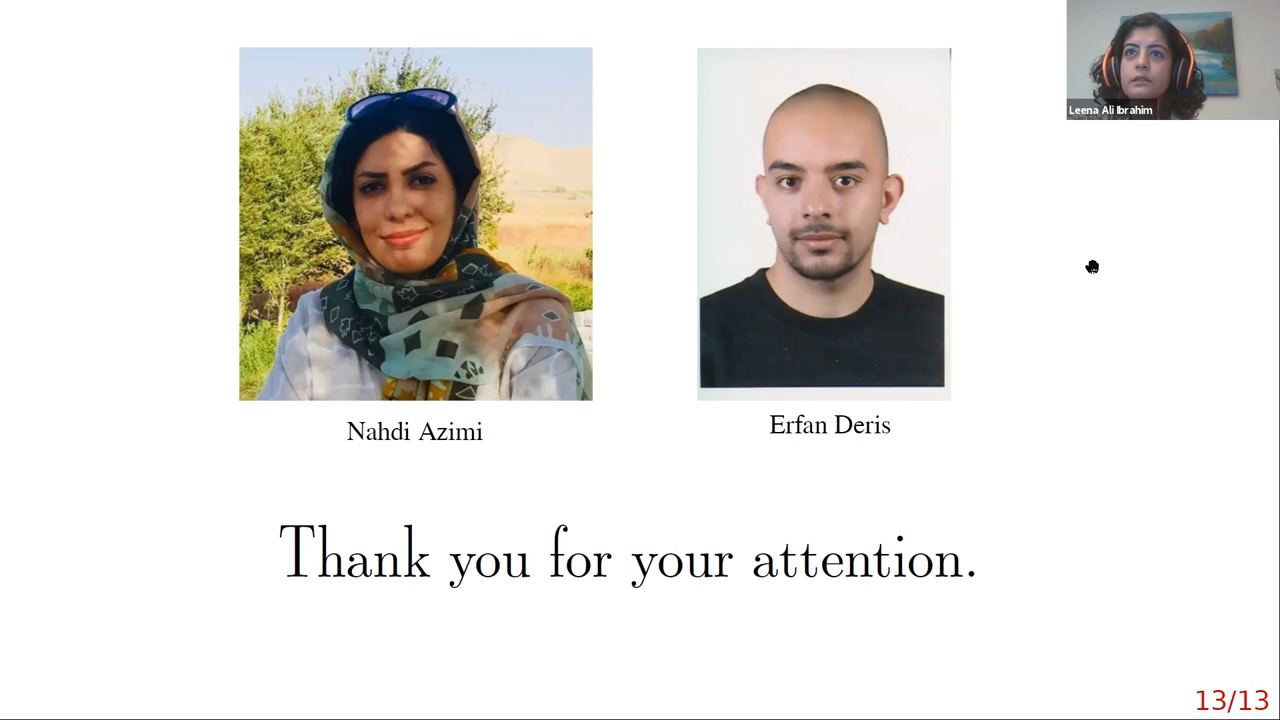 Leena Ali Ibrahim
Nahdi Azimi
Erfan Deris
Thank you for your attention.
13/13